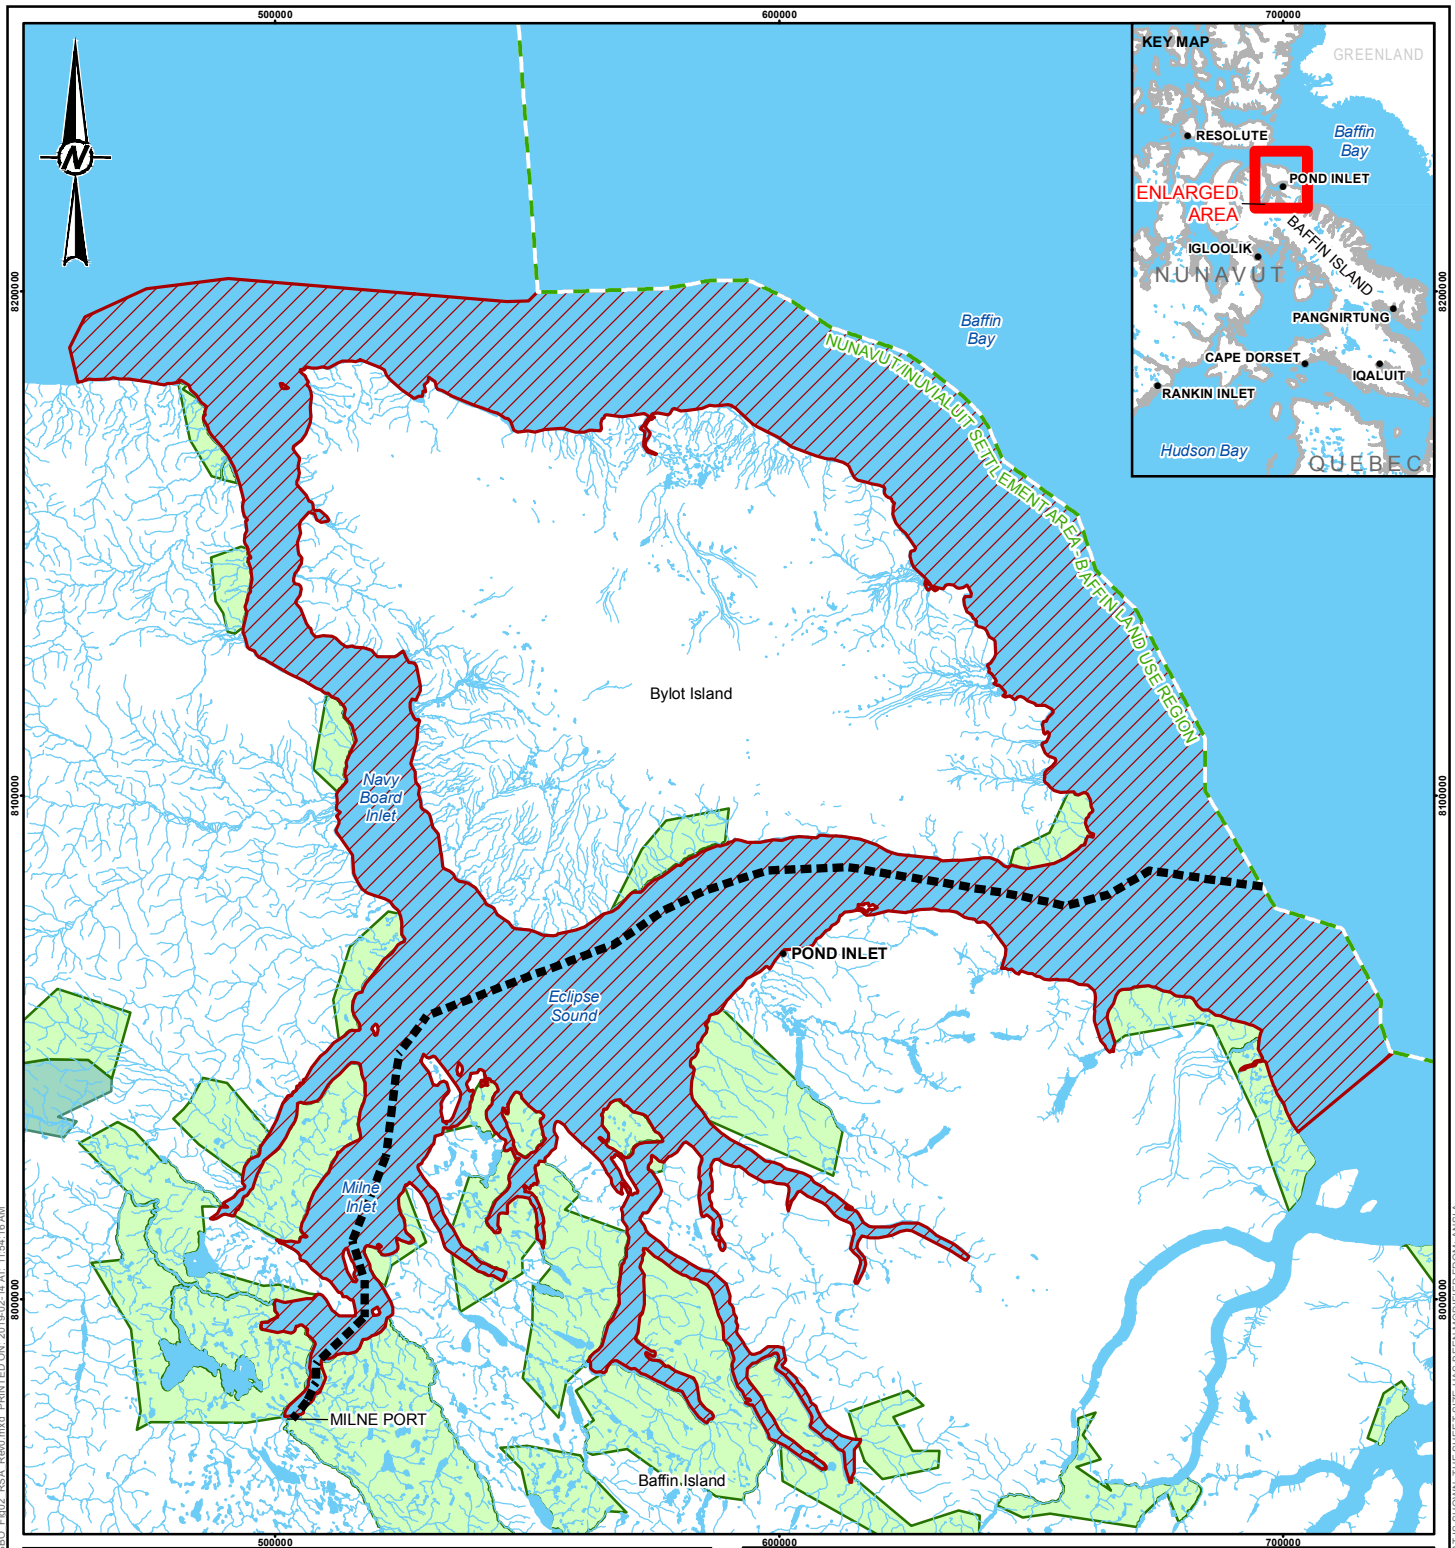 500000
600000
700000
KEY MAP
GREENLAND
RESOLUTE
Baffin
Bay
POND INLET
ENLARGED
AREA
BAFFIN ISLAND
IGLOOLIK
NUNAVUT
PANGNIRTUNG
CAPE DORSET
IQALUIT
RANKIN INLET
Hudson Bay
QUEBEC
N
8200000
8200000
Baffin
Bay
NUNAVUT/INUVIALUIT SETTLEMENT AREA - BAFFIN LAND USE REGION
Bylot Island
Navy
Board
Inlet
8100000
8100000
POND INLET
Eclipse
Sound
Milne
Inlet
8000000
8000000
MILNE PORT
Baffin Island
500000
600000
700000